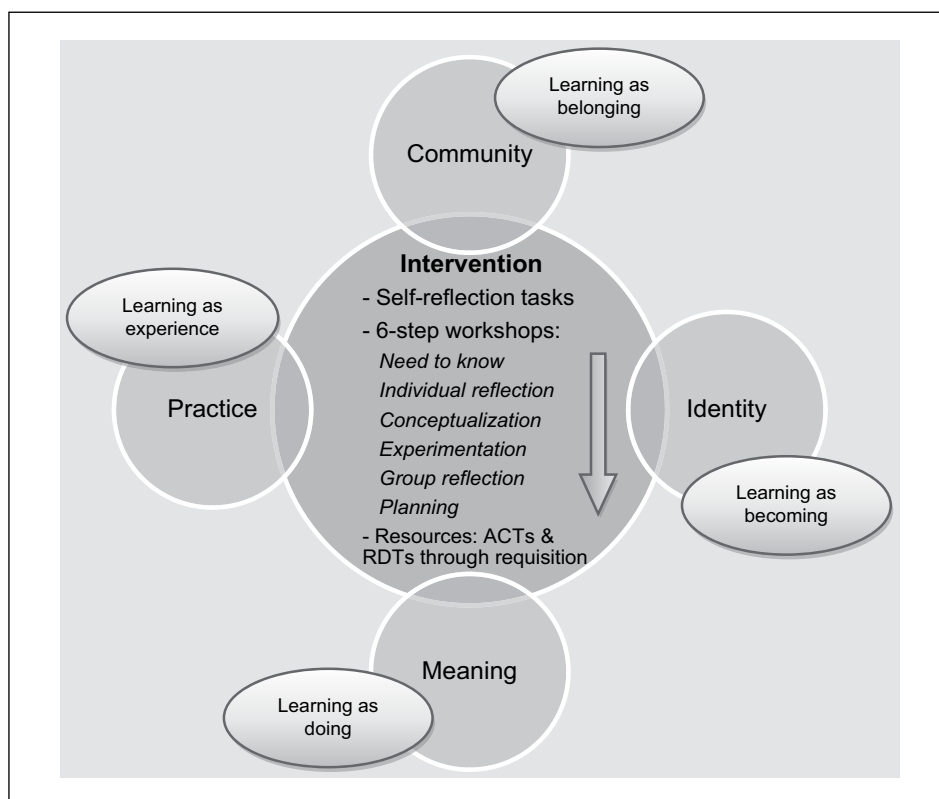 Learning as
belonging
Community
Intervention
- Self-reflection tasks
- 6-step workshops:
Need to know
Individual reflection
Conceptualization
Experimentation
Group reflection
Planning
- Resources: ACTs &
RDTs through requisition
Learning as
experience
Practice
Identity
Learning as
becoming
Meaning
Learning as
doing